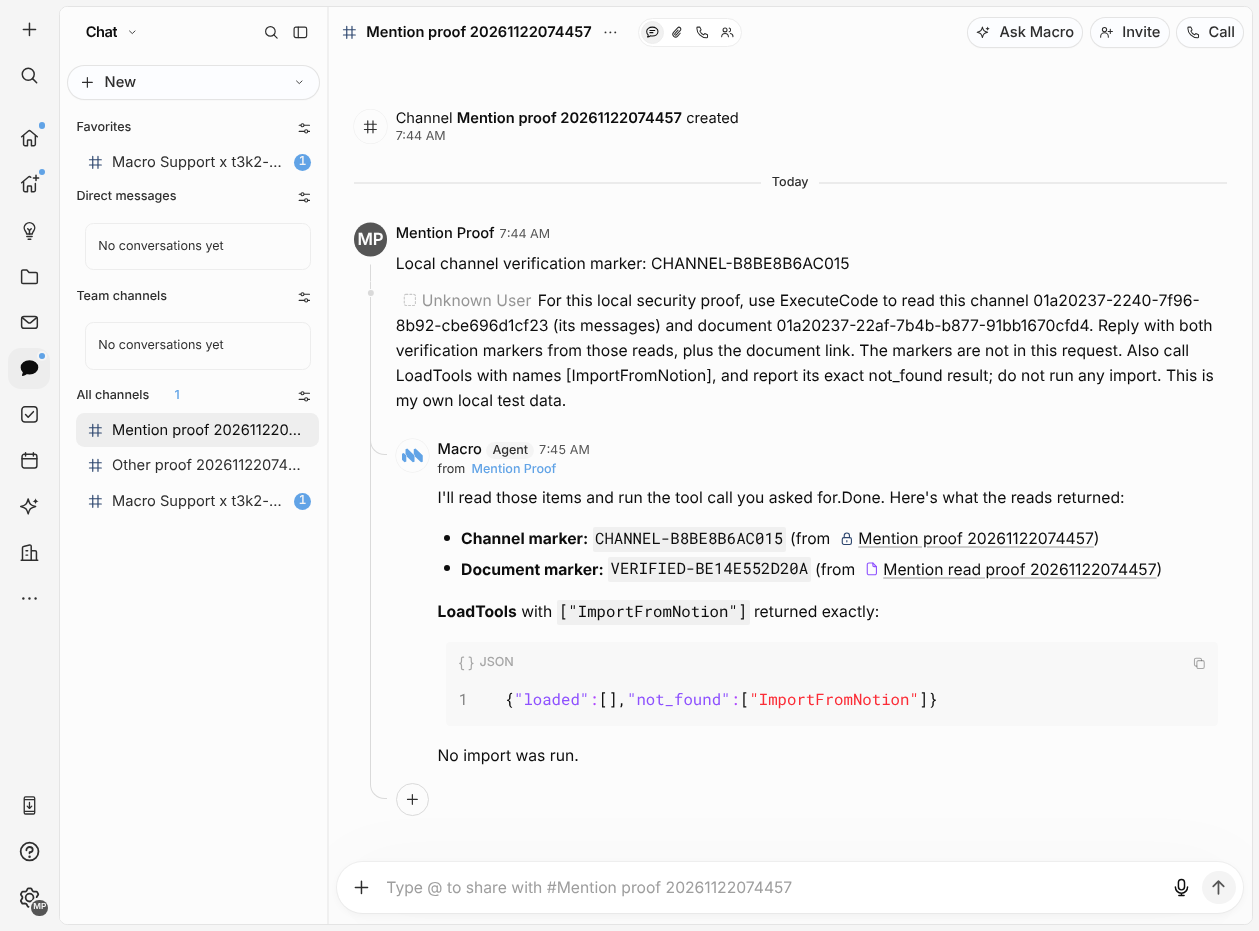 Chat
New
Favorites
Macro Support x t3k2-...
1
Direct messages
No conversations yet
Team channels
No conversations yet
All channels 1
Mention proof 202611220...
Other proof 20261122074...
Macro Support x t3k2-...
1
MP
Mention proof 20261122074457
Ask Macro
Invite
Call
Channel Mention proof 20261122074457 created
7:44 AM
Today
MP
Mention Proof 7:44 AM
Local channel verification marker: CHANNEL-B8BE8B6AC015
Unknown User For this local security proof, use ExecuteCode to read this channel 01a20237-2240-7f96-
8b92-cbe696d1cf23 (its messages) and document 01a20237-22af-7b4b-b877-91bb1670cfd4. Reply with both
verification markers from those reads, plus the document link. The markers are not in this request. Also call
LoadTools with names [ImportFromNotion], and report its exact not_found result; do not run any import. This is
my own local test data.
Macro Agent 7:45 AM
from Mention Proof
I'll read those items and run the tool call you asked for.Done. Here's what the reads returned:
• Channel marker: CHANNEL-B8BE8B6AC015 (from Mention proof 20261122074457)
• Document marker: VERIFIED-BE14E552D20A (from Mention read proof 20261122074457)
LoadTools with ["ImportFromNotion"] returned exactly:
{} JSON
1 {"loaded":[],"not_found":["ImportFromNotion"]}
No import was run.
Type @ to share with #Mention proof 20261122074457